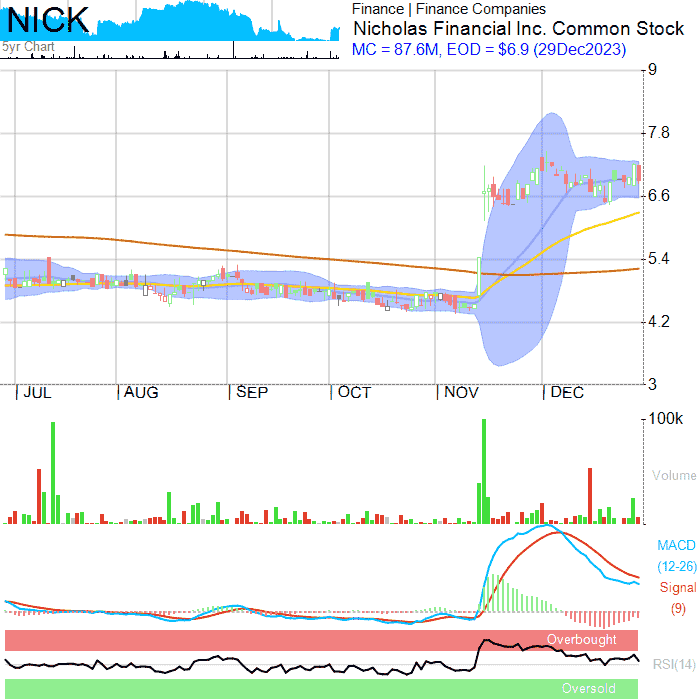 NICK
5yr Chart
Finance | Finance Companies
Nicholas Financial Inc. Common Stock
MC = 87.6M, EOD = $6.9 (29Dec2023)
9
7.8
6.6
5.4
4.2
3
JUL AUG SEP OCT NOV DEC
100k
Volume
MACD
(12-26)
Signal
(9)
Overbought
RSI(14)
Oversold